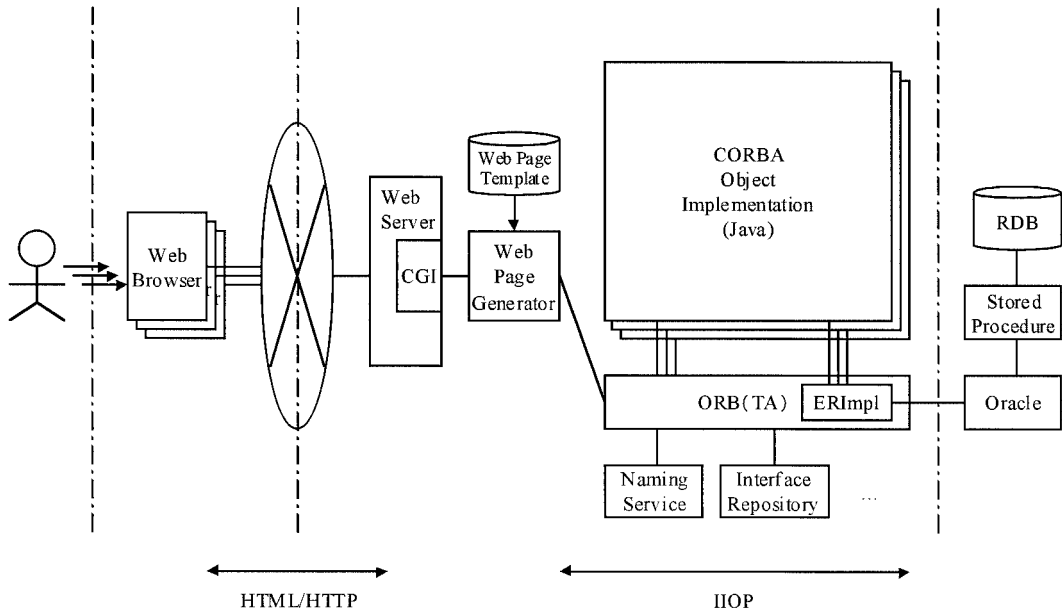 Web Page
Template
CORBA
Object
Implementation
(Java)
Web
Server
CGI
Web
Page
Generator
Web
Browser
RDB
Stored
Procedure
ORB(TA)
ERImpl
Oracle
Naming
Service
Interface
Repository
...
HTML/HTTP
IIOP